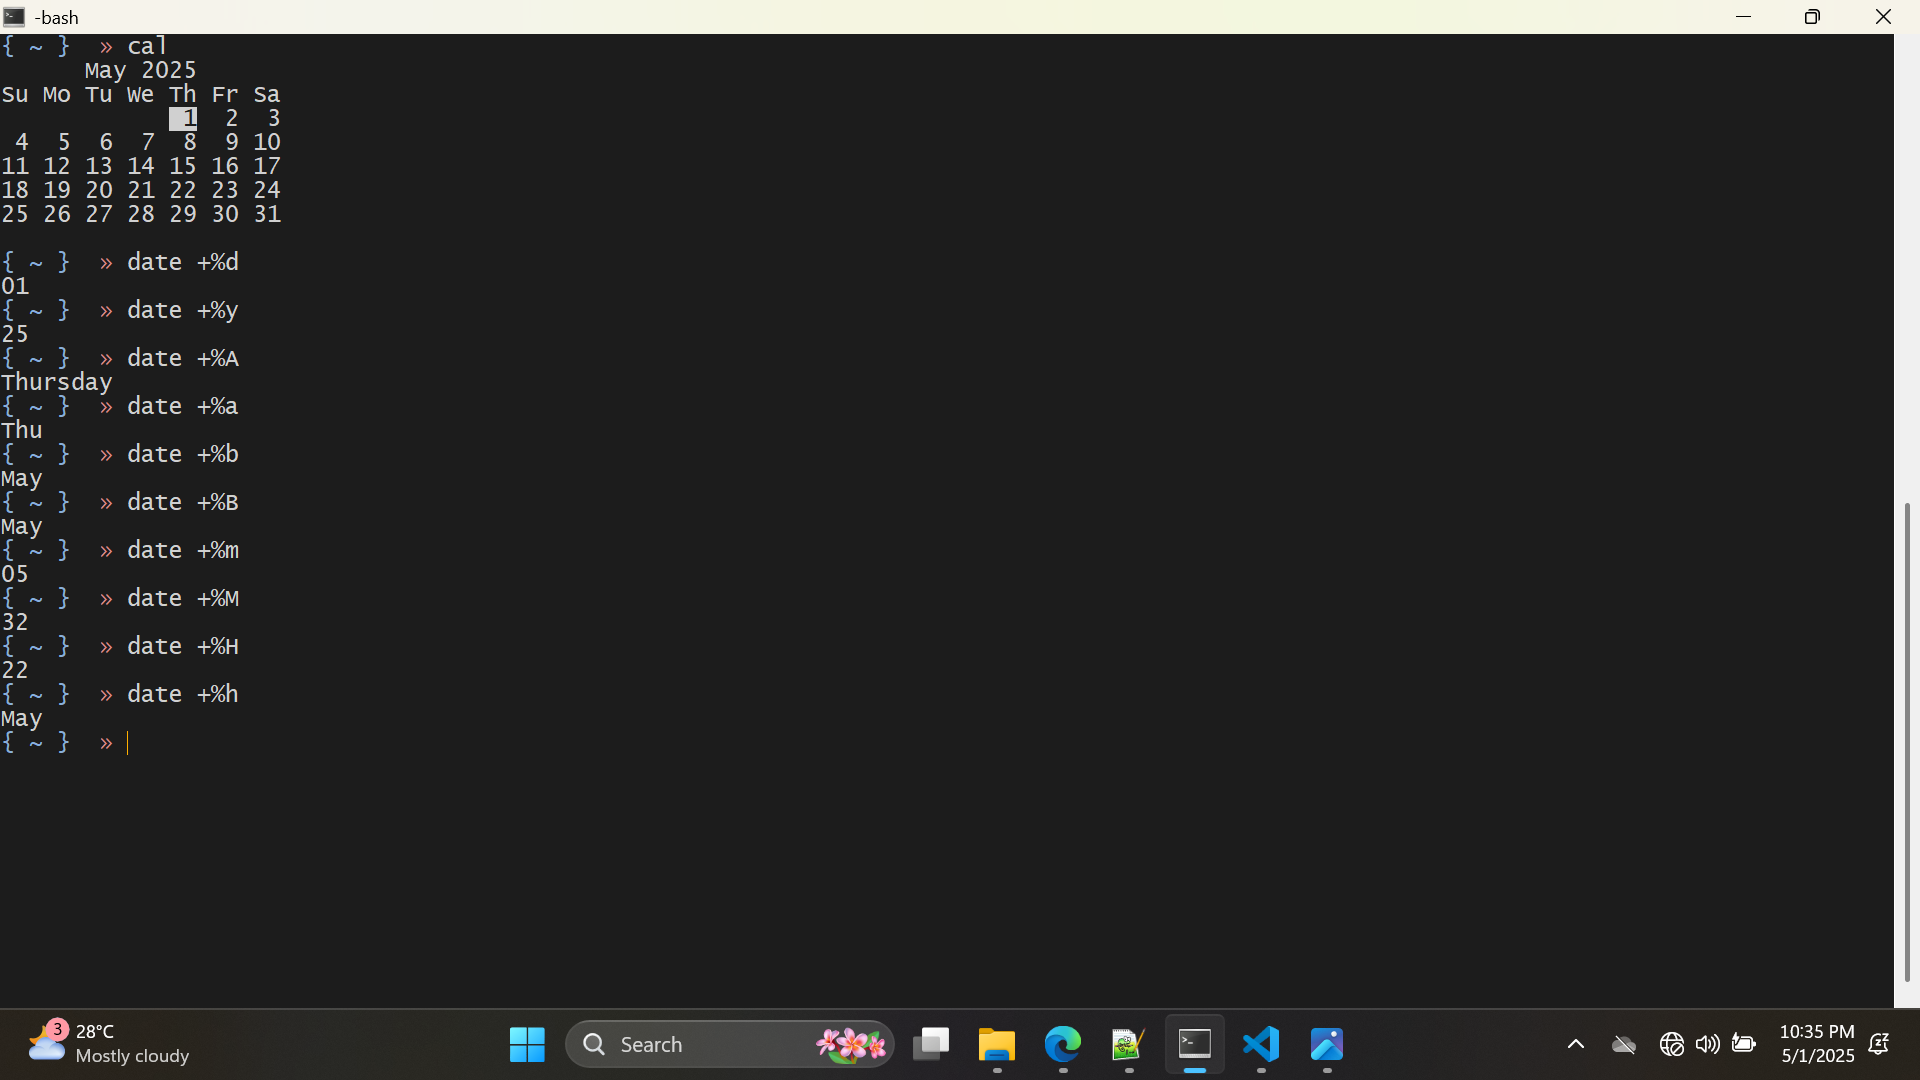 -bash
{ ~ }  » cal
      May 2025
Su Mo Tu We Th Fr Sa
             1  2  3
 4  5  6  7  8  9 10
11 12 13 14 15 16 17
18 19 20 21 22 23 24
25 26 27 28 29 30 31
{ ~ }  » date +%d
01
{ ~ }  » date +%y
25
{ ~ }  » date +%A
Thursday
{ ~ }  » date +%a
Thu
{ ~ }  » date +%b
May
{ ~ }  » date +%B
May
{ ~ }  » date +%m
05
{ ~ }  » date +%M
32
{ ~ }  » date +%H
22
{ ~ }  » date +%h
May
{ ~ }  »
3
28°C
Mostly cloudy
Search
10:35 PM
5/1/2025